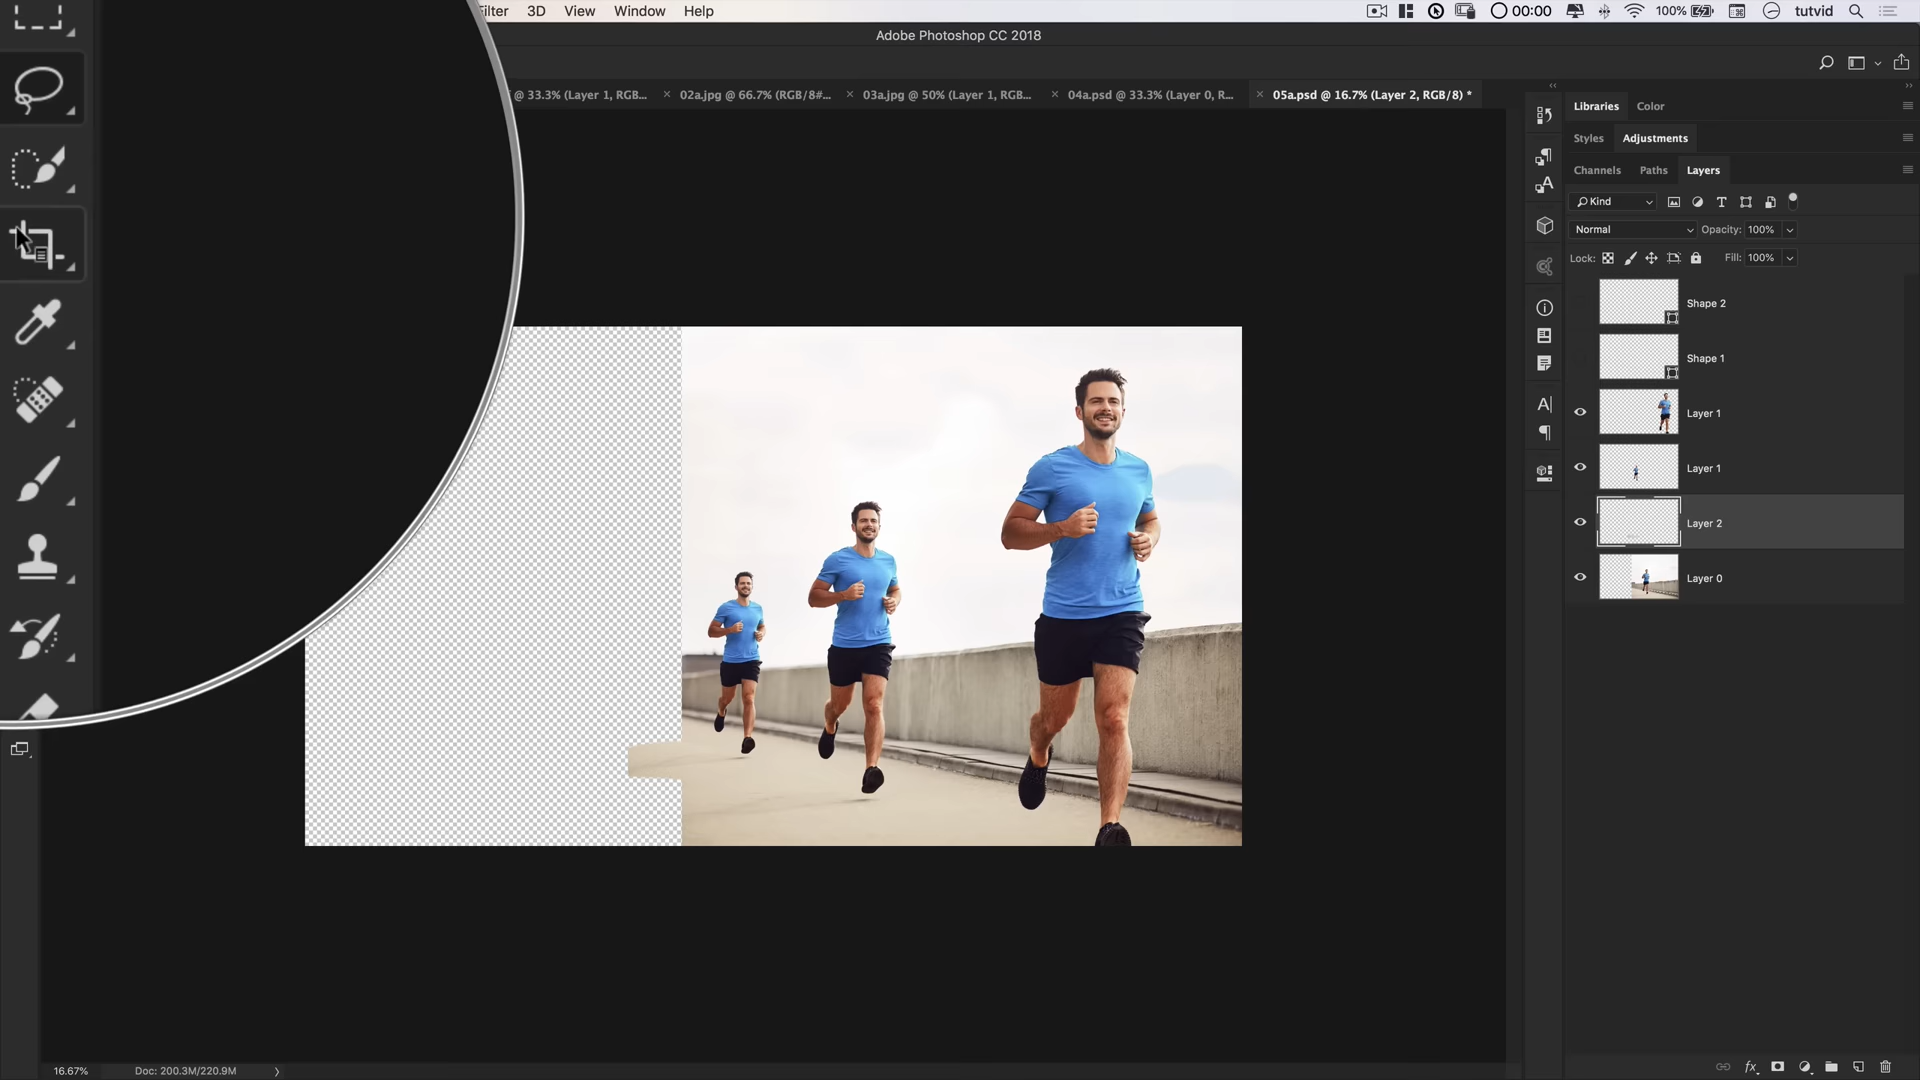 Filter 3D View Window Help 00:00 100% tutvid
Adobe Photoshop CC 2018
@ 33.3% (Layer 1, RGB... × 02a.jpg @ 66.7% (RGB/8#... × 03a.jpg @ 50% (Layer 1, RGB... × 04a.psd @ 33.3% (Layer 0, R... × 05a.psd @ 16.7% (Layer 2, RGB/8) *
Libraries Color
Styles Adjustments
Channels Paths Layers
Kind
Normal Opacity: 100%
Lock: Fill: 100%
Shape 2
Shape 1
Layer 1
Layer 1
Layer 2
Layer 0
16.67% Doc: 200.3M/220.9M